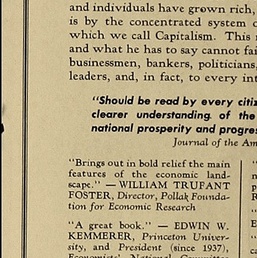 and individuals have grown rich,
is by the concentrated system
which we call Capitalism. This
and what he has to say cannot
businessmen, bankers, politicians,
leaders, and, in fact, to every
"Should be read by every
clearer understanding of the
national prosperity and
Journal of the
"Brings out in bold relief the main
features of the economic land-
scape." — WILLIAM TRUFANT
FOSTER, Director, Pollak Founda-
tion for Economic Research
"A great book." — EDWIN W.
KEMMERER, Princeton Univer-
sity, and President (since 1937),
Economists' National Committee